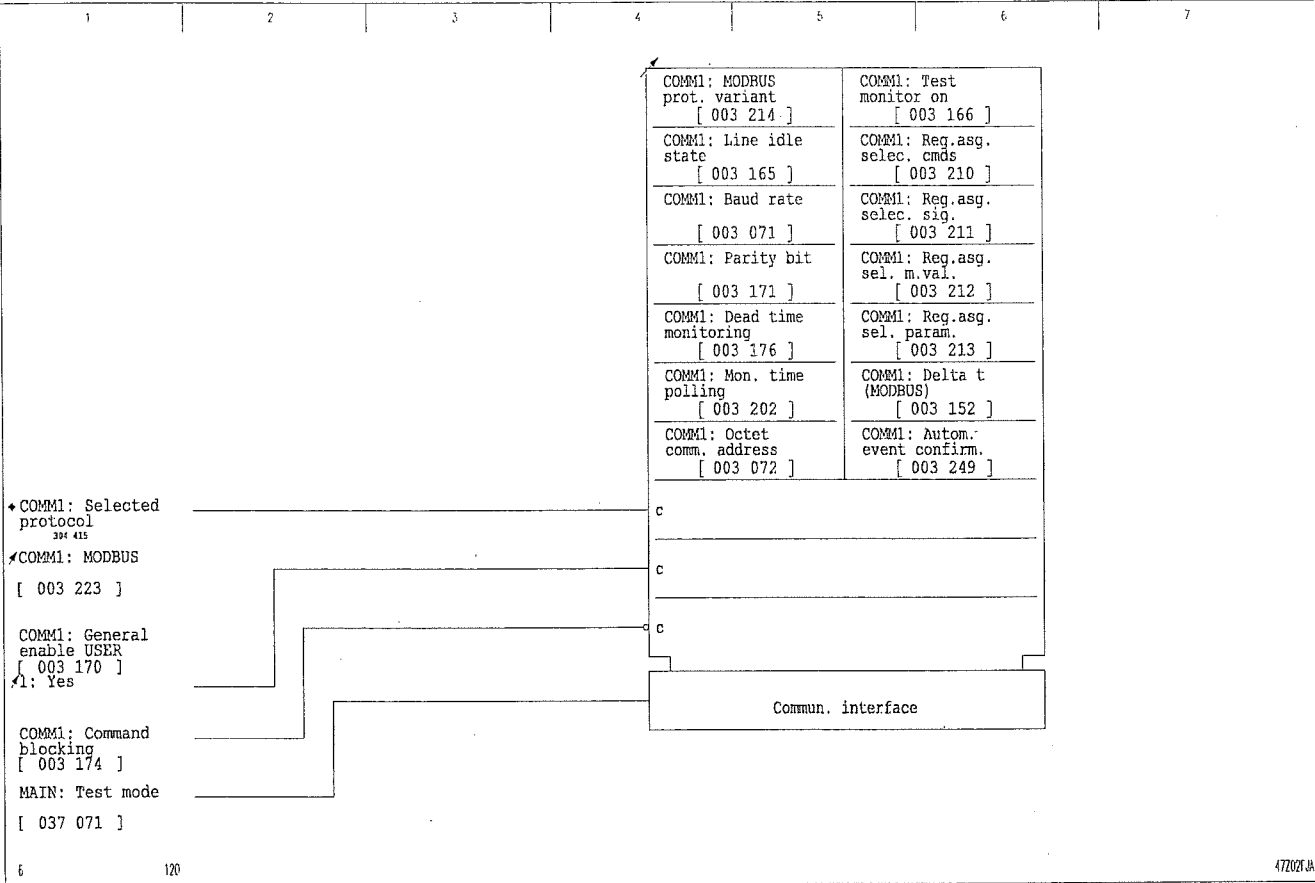 1 2 3 4 5 6 7
COMM1: MODBUS
prot. variant
[ 003 214 ]
COMM1: Line idle
state
[ 003 165 ]
COMM1: Baud rate
[ 003 071 ]
COMM1: Parity bit
[ 003 171 ]
COMM1: Dead time
monitoring
[ 003 176 ]
COMM1: Mon. time
polling
[ 003 202 ]
COMM1: Octet
comm. address
[ 003 072 ]
COMM1: Test
monitor on
[ 003 166 ]
COMM1: Reg.asg.
selec. cmds
[ 003 210 ]
COMM1: Reg.asg.
selec. sig.
[ 003 211 ]
COMM1: Reg.asg.
sel. m.val.
[ 003 212 ]
COMM1: Reg.asg.
sel. param.
[ 003 213 ]
COMM1: Delta t
(MODBUS)
[ 003 152 ]
COMM1: Autom.
event confirm.
[ 003 249 ]
COMM1: Selected
protocol
304 415
COMM1: MODBUS
[ 003 223 ]
COMM1: General
enable USER
[ 003 170 ]
1: Yes
COMM1: Command
blocking
[ 003 174 ]
MAIN: Test mode
[ 037 071 ]
c
c
c
Commun. interface
6 120